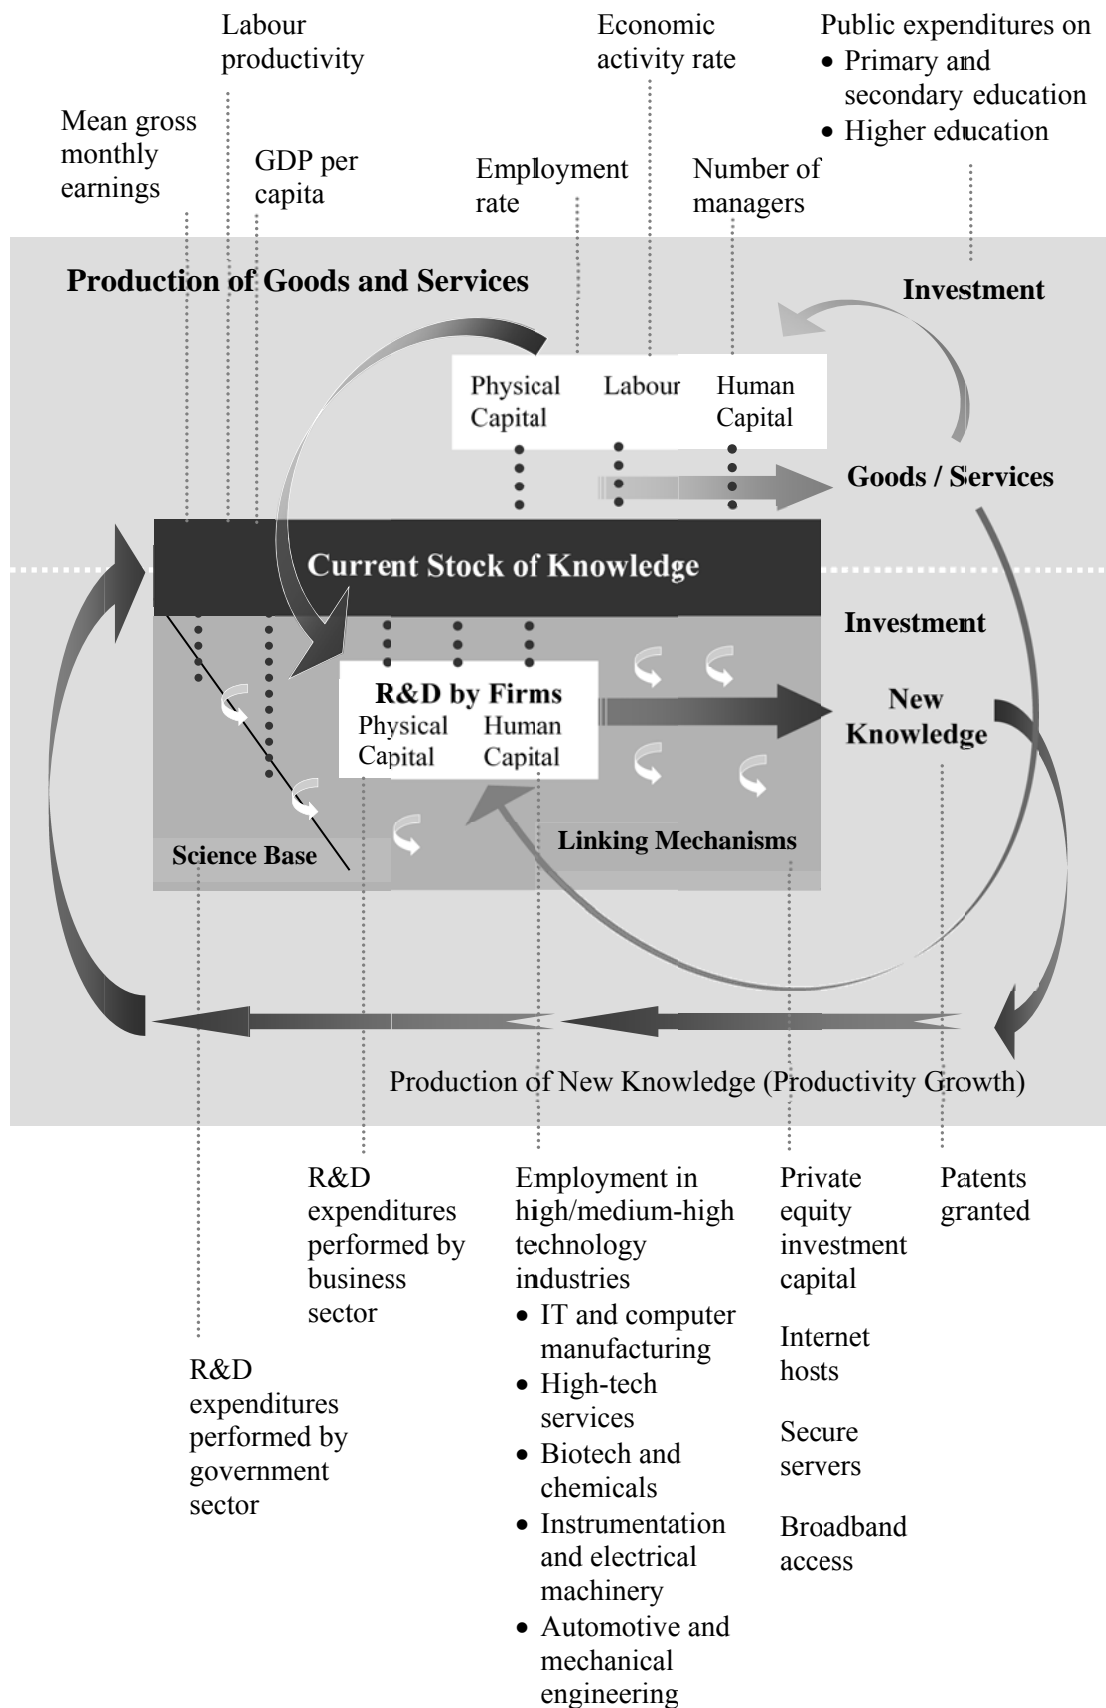 Labour
productivity
Economic
activity rate
Public expenditures on
• Primary and
secondary education
• Higher education
Mean gross
monthly
earnings
GDP per
capita
Employment
rate
Number of
managers
Production of Goods and Services
Investment
Physical
Capital
Labour
Human
Capital
Goods / Services
Current Stock of Knowledge
Investment
R&D by Firms
Physical
Capital
Human
Capital
New
Knowledge
Science Base
Linking Mechanisms
Production of New Knowledge (Productivity Growth)
R&D
expenditures
performed by
business
sector
R&D
expenditures
performed by
government
sector
Employment in
high/medium-high
technology
industries
• IT and computer
manufacturing
• High-tech
services
• Biotech and
chemicals
• Instrumentation
and electrical
machinery
• Automotive and
mechanical
engineering
Private
equity
investment
capital
Internet
hosts
Secure
servers
Broadband
access
Patents
granted